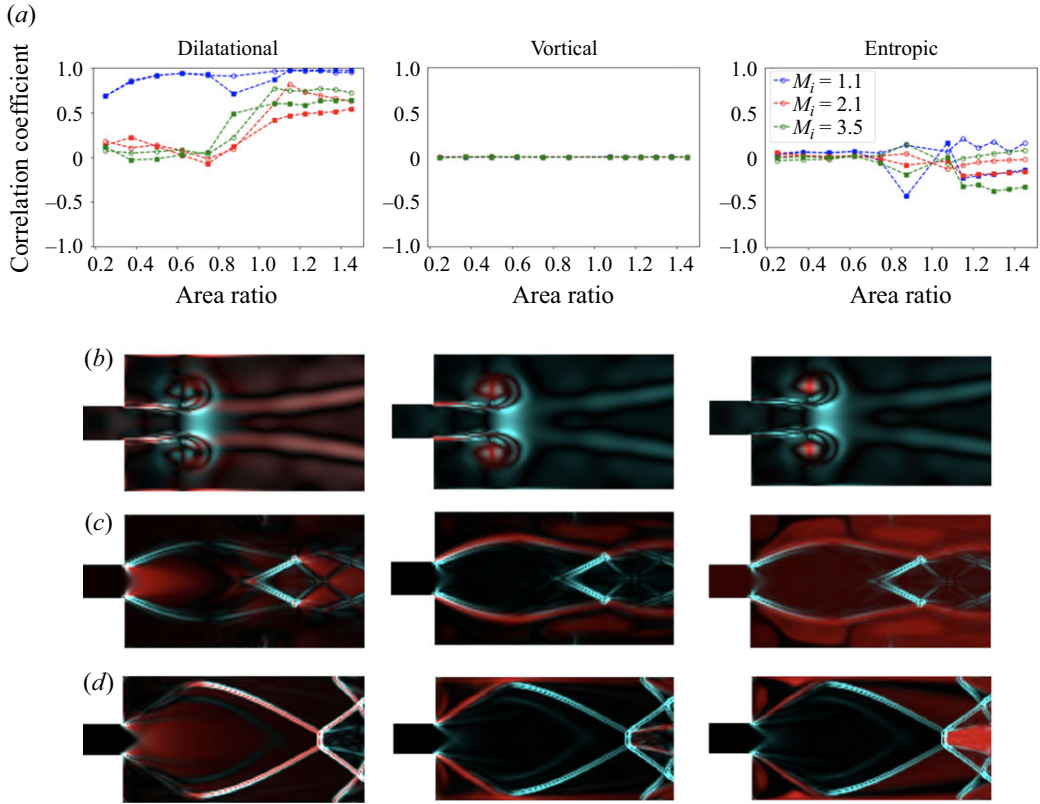 (a)
Dilatational
Vortical
Entropic
Correlation coefficient
1.0
0.5
0
–0.5
–1.0
0.2 0.4 0.6 0.8 1.0 1.2 1.4
Area ratio
1.0
0.5
0
–0.5
–1.0
0.2 0.4 0.6 0.8 1.0 1.2 1.4
Area ratio
1.0
0.5
0
–0.5
–1.0
M_i = 1.1
M_i = 2.1
M_i = 3.5
0.2 0.4 0.6 0.8 1.0 1.2 1.4
Area ratio
(b)
(c)
(d)